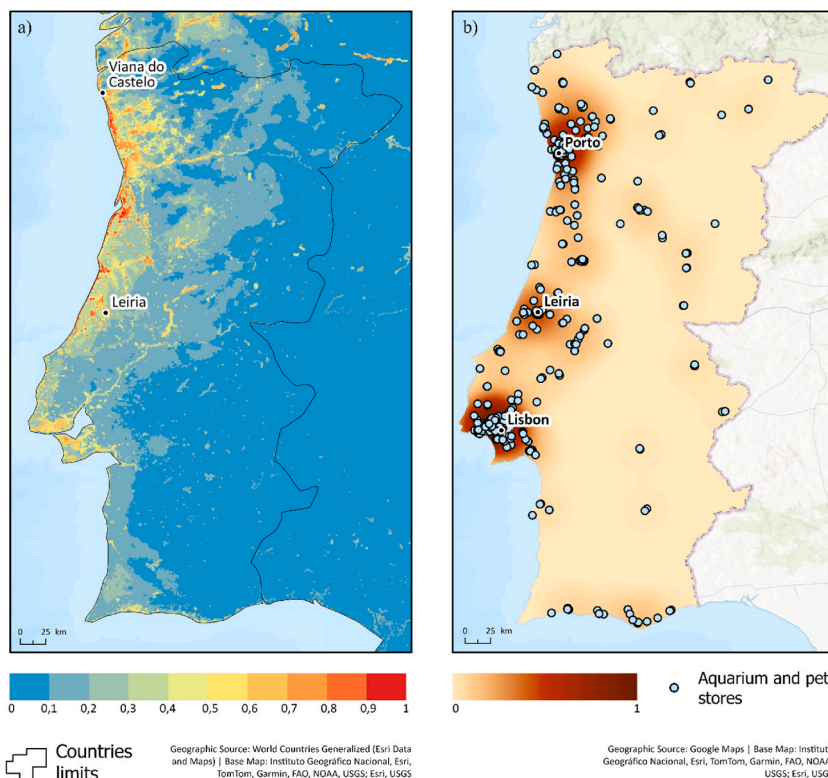 a)
Viana do
Castelo
Leiria
0 25 km
b)
Porto
Leiria
Lisbon
0 25 km
0 0,1 0,2 0,3 0,4 0,5 0,6 0,7 0,8 0,9 1
0 1
Aquarium and pet
stores
Countries
limits
Geographic Source: World Countries Generalized (Esri Data
and Maps) | Base Map: Instituto Geográfico Nacional, Esri,
TomTom, Garmin, FAO, NOAA, USGS; Esri, USGS
Geographic Source: Google Maps | Base Map: Institut
Geográfico Nacional, Esri, TomTom, Garmin, FAO, NOAA
USGS; Esri, USG